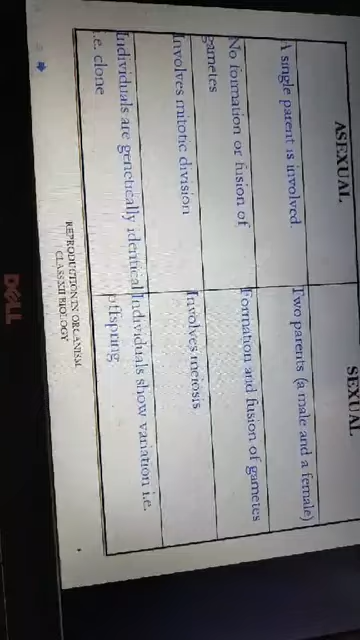 ASEXUAL
SEXUAL
A single parent is involved.
Two parents (a male and a female)
No formation or fusion of
gametes
Formation and fusion of gametes
Involves mitotic division
Involves meiosis
Individuals are genetically identical
i.e. clone
Individuals show variation i.e.
offspring
REPRODUCTION IN ORGANISM
CLASS XII BIOLOGY
DELL